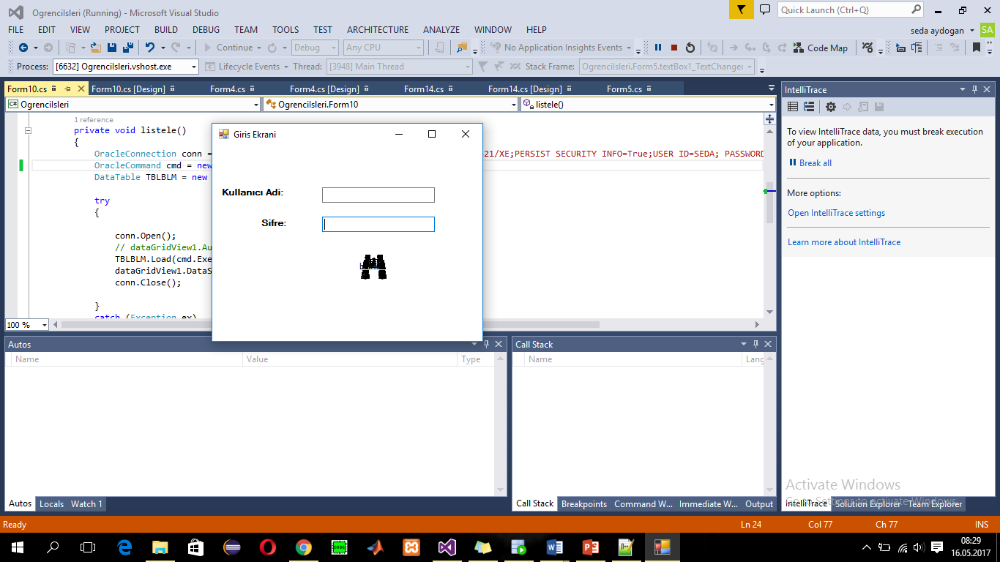 Ogrencilsleri (Running) - Microsoft Visual Studio
Quick Launch (Ctrl+Q)
FILE EDIT VIEW PROJECT BUILD DEBUG TEAM TOOLS TEST ARCHITECTURE ANALYZE WINDOW HELP
seda aydogan SA
Continue Debug Any CPU No Application Insights Events Code Map
Process: [6632] Ogrencilsleri.vshost.exe Lifecycle Events Thread: [3948] Main Thread Stack Frame: Ogrencilsleri.Form5.textBox1_TextChanged
Form10.cs Form10.cs [Design] Form4.cs Form4.cs [Design] Form14.cs Form14.cs [Design] Form5.cs
C# Ogrencilsleri Ogrencilsleri.Form10 listele()
1 reference
private void listele()
{
OracleConnection conn = 21/XE;PERSIST SECURITY INFO=True;USER ID=SEDA; PASSWORD
OracleCommand cmd = new
DataTable TBLBLM = new
try
{
conn.Open();
// dataGridView1.Au
TBLBLM.Load(cmd.Exe
dataGridView1.DataS
conn.Close();
}
catch (Exception ex)
100 %
Giris Ekrani
Kullanıcı Adi:
Sifre:
IntelliTrace
To view IntelliTrace data, you must break execution
of your application.
Break all
More options:
Open IntelliTrace settings
Learn more about IntelliTrace
Autos
Name Value Type
Autos Locals Watch 1
Call Stack
Name Lang
Call Stack Breakpoints Command W... Immediate W... Output
Activate Windows
Go to Settings to activate Windows.
IntelliTrace Solution Explorer Team Explorer
Ready Ln 24 Col 77 Ch 77 INS
08:29
16.05.2017